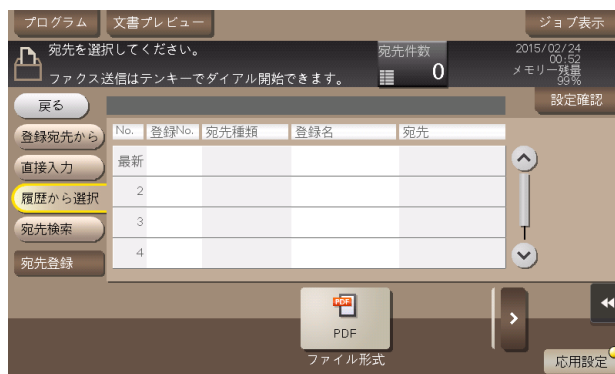 プログラム
文書プレビュー
ジョブ表示
宛先を選択してください。
ファクス送信はテンキーでダイアル開始できます。
宛先件数
0
2015/02/24
00:52
メモリー残量
99%
戻る
設定確認
登録宛先から
直接入力
履歴から選択
宛先検索
宛先登録
No. 登録No. 宛先種類 登録名 宛先
最新
2
3
4
PDF
PDF
ファイル形式
応用設定